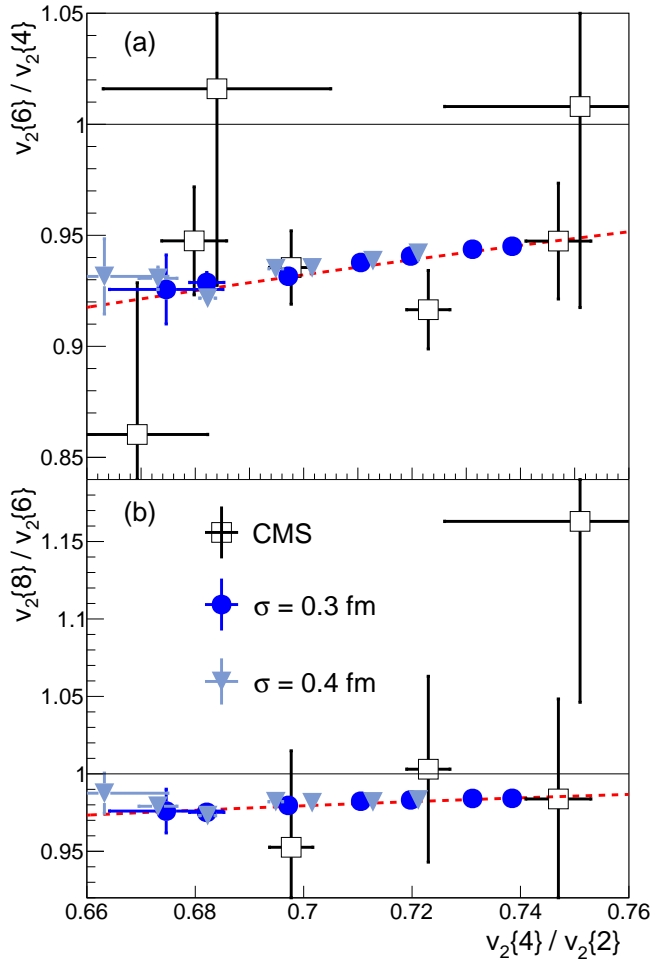 1.05
(a)
v2{6} / v2{4}
1
0.95
0.9
0.85
(b)
v2{8} / v2{6}
CMS
1.15
σ = 0.3 fm
1.1
σ = 0.4 fm
1.05
1
0.95
0.66 0.68 0.7 0.72 0.74 0.76
v2{4} / v2{2}